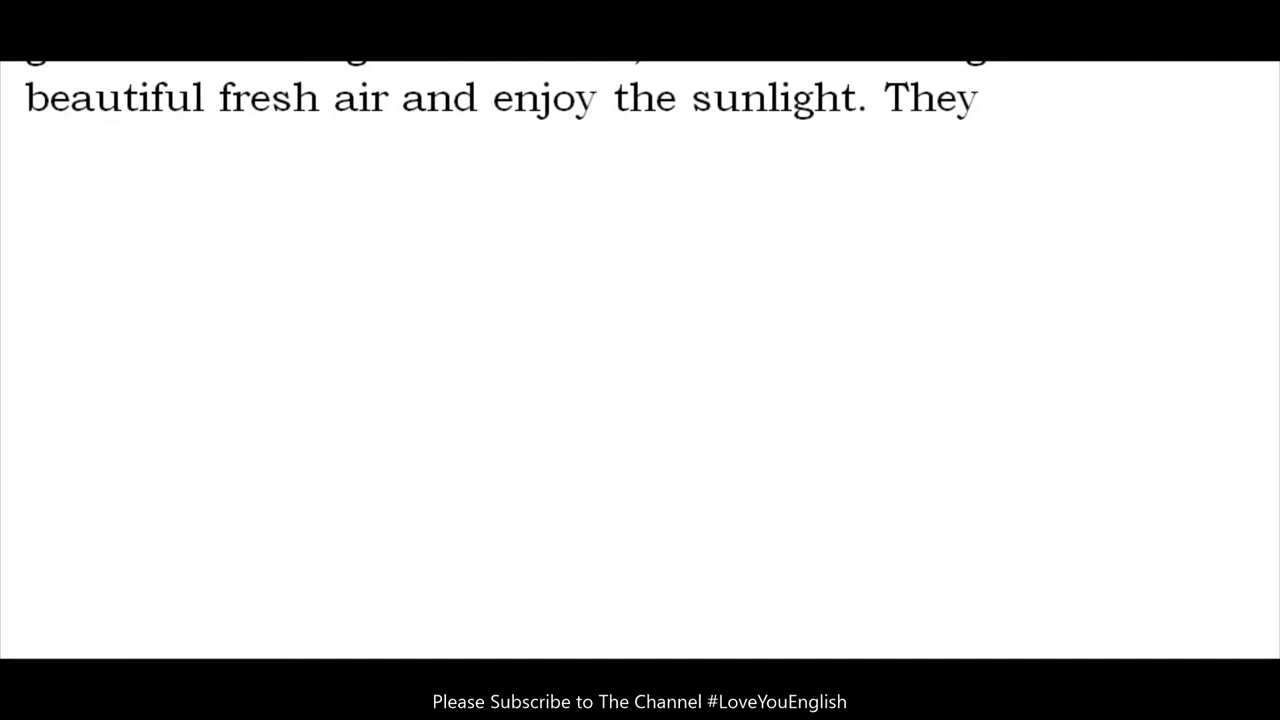 beautiful fresh air and enjoy the sunlight. They
Please Subscribe to The Channel #LoveYouEnglish